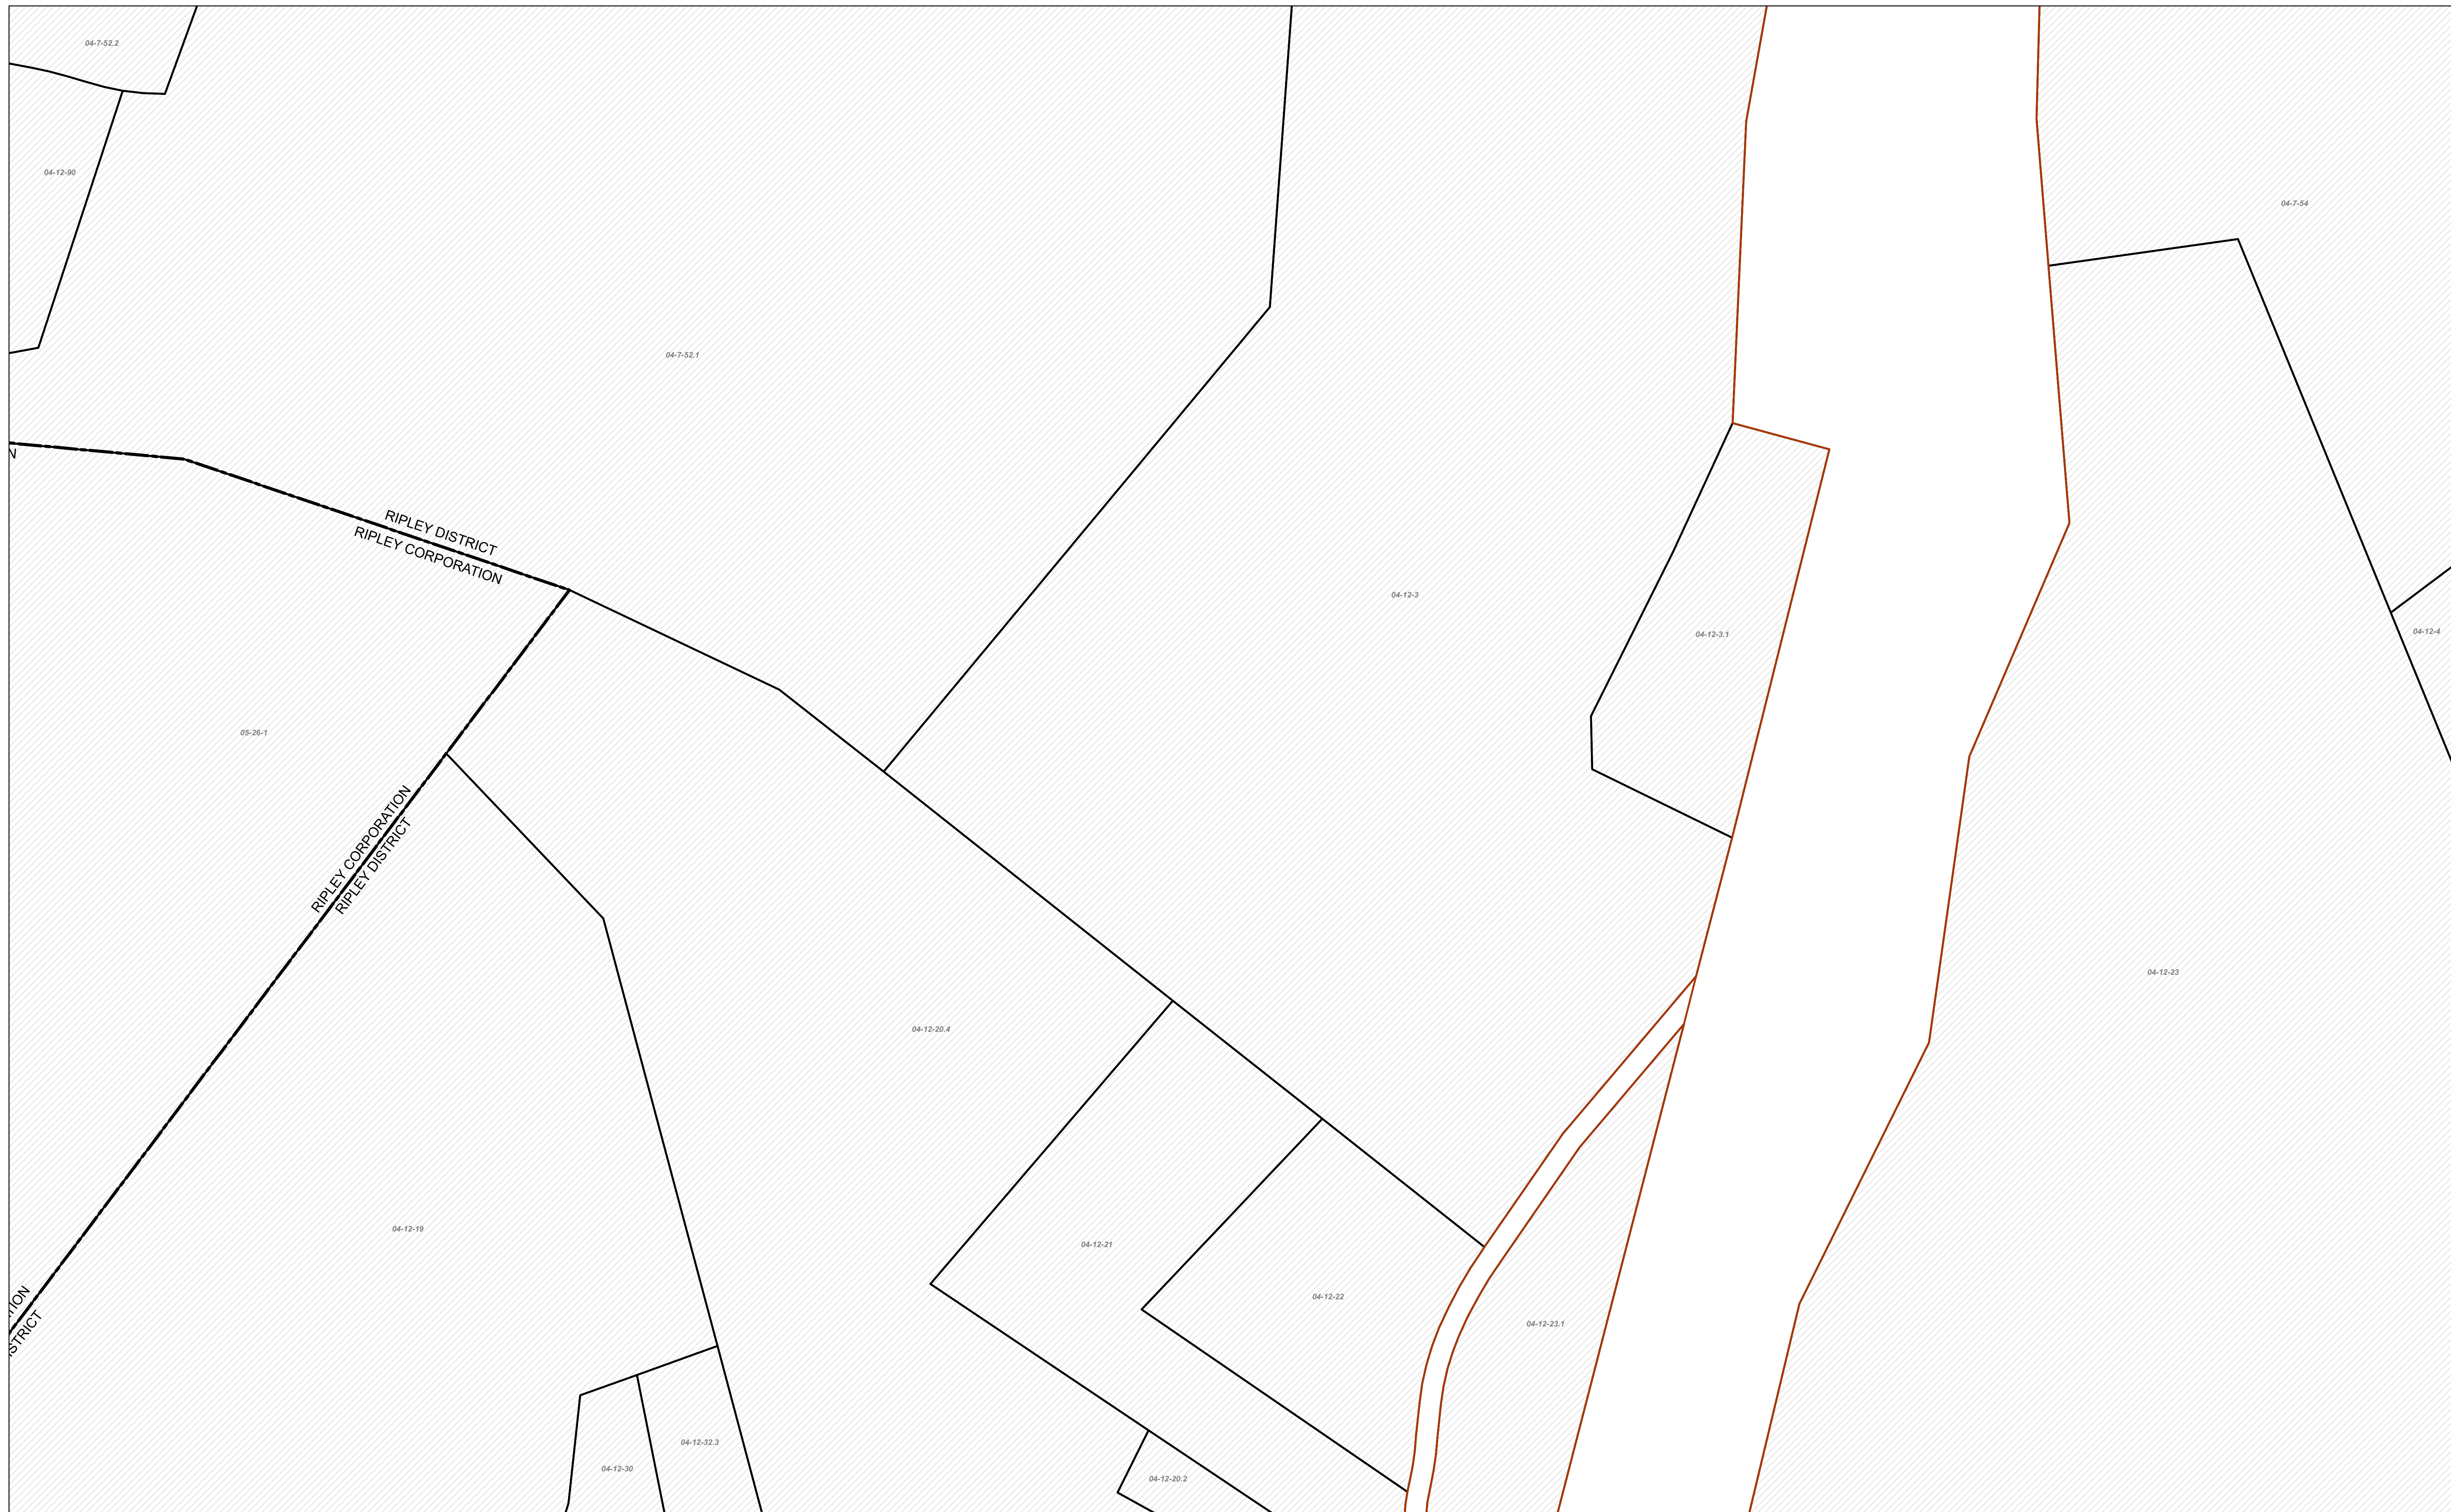 04-7-52.2
04-12-90
04-7-54
04-7-52.1
N
RIPLEY DISTRICT
RIPLEY CORPORATION
04-12-3
04-12-3.1
04-12-4
05-26-1
RIPLEY CORPORATION
RIPLEY DISTRICT
04-12-23
04-12-20.4
04-12-19
04-12-21
04-12-22
TION
ISTRICT
04-12-23.1
04-12-32.3
04-12-30
04-12-20.2